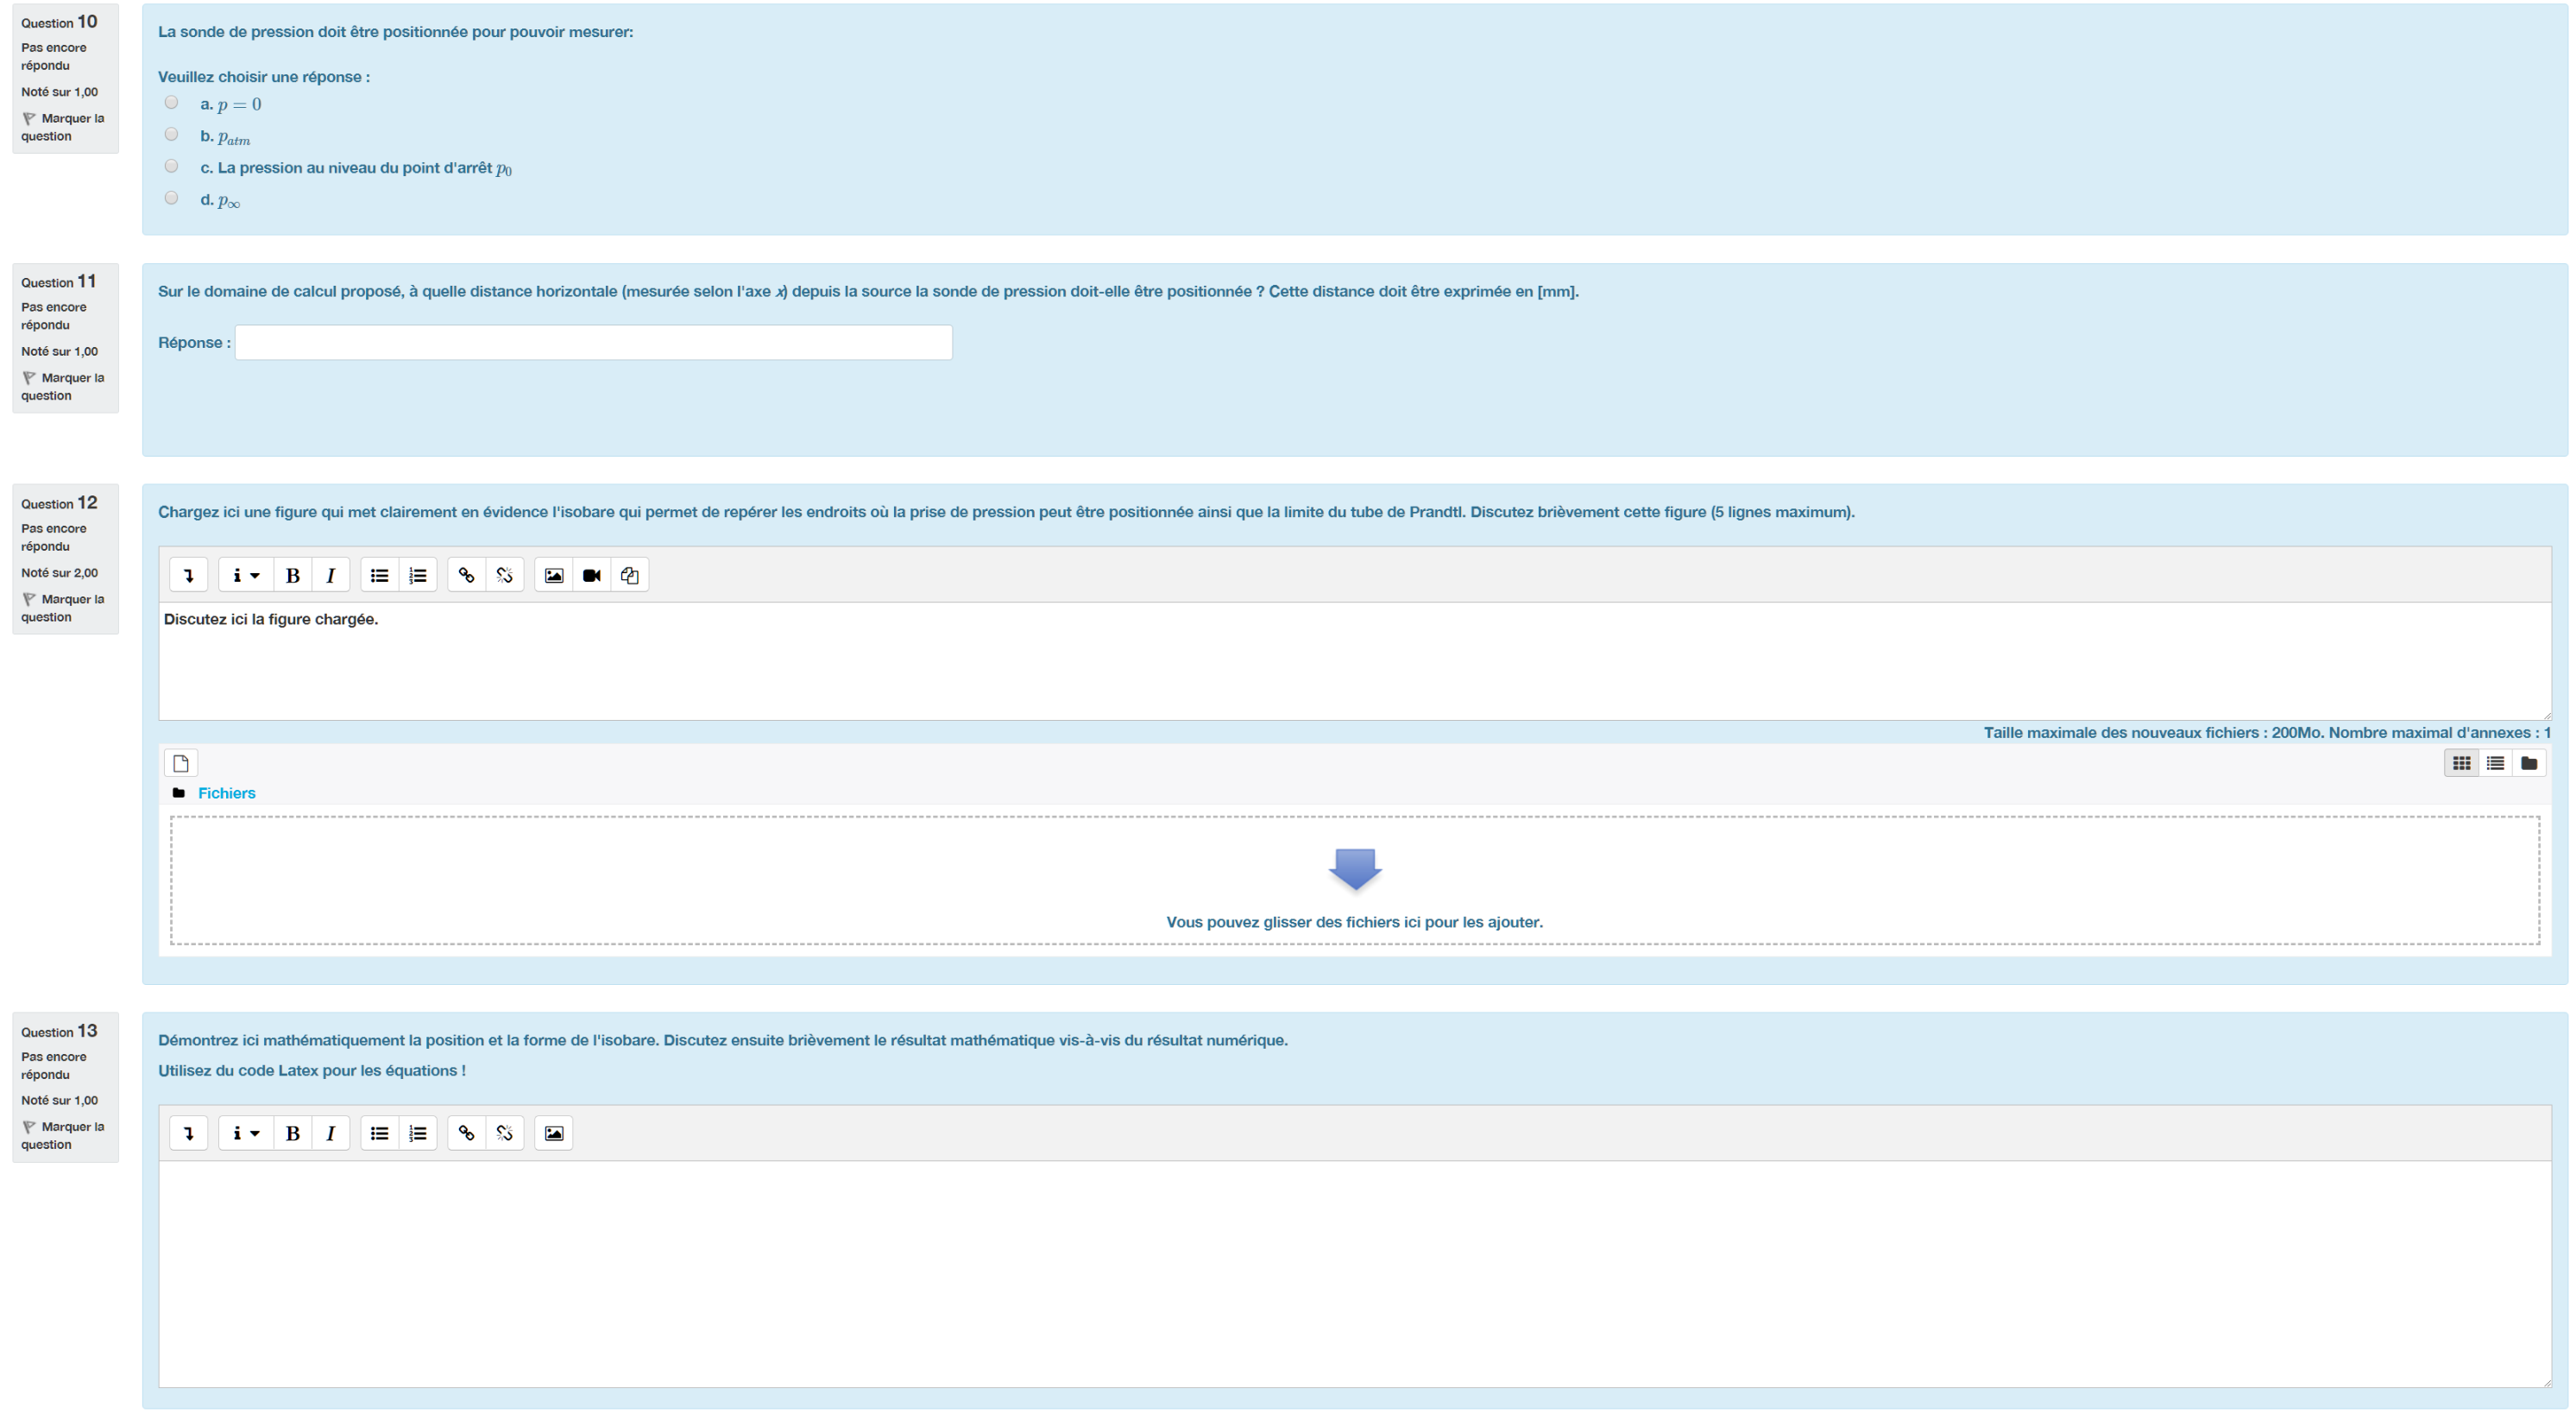 Question 10
Pas encore
répondu
Noté sur 1,00
Marquer la
question
La sonde de pression doit être positionnée pour pouvoir mesurer:
Veuillez choisir une réponse :
a. p = 0
b. p_atm
c. La pression au niveau du point d'arrêt p_0
d. p_∞
Question 11
Pas encore
répondu
Noté sur 1,00
Marquer la
question
Sur le domaine de calcul proposé, à quelle distance horizontale (mesurée selon l'axe x) depuis la source la sonde de pression doit-elle être positionnée ? Cette distance doit être exprimée en [mm].
Réponse :
Question 12
Pas encore
répondu
Noté sur 2,00
Marquer la
question
Chargez ici une figure qui met clairement en évidence l'isobare qui permet de repérer les endroits où la prise de pression peut être positionnée ainsi que la limite du tube de Prandtl. Discutez brièvement cette figure (5 lignes maximum).
B I
Discutez ici la figure chargée.
Taille maximale des nouveaux fichiers : 200Mo. Nombre maximal d'annexes : 1
Fichiers
Vous pouvez glisser des fichiers ici pour les ajouter.
Question 13
Pas encore
répondu
Noté sur 1,00
Marquer la
question
Démontrez ici mathématiquement la position et la forme de l'isobare. Discutez ensuite brièvement le résultat mathématique vis-à-vis du résultat numérique.
Utilisez du code Latex pour les équations !
B I